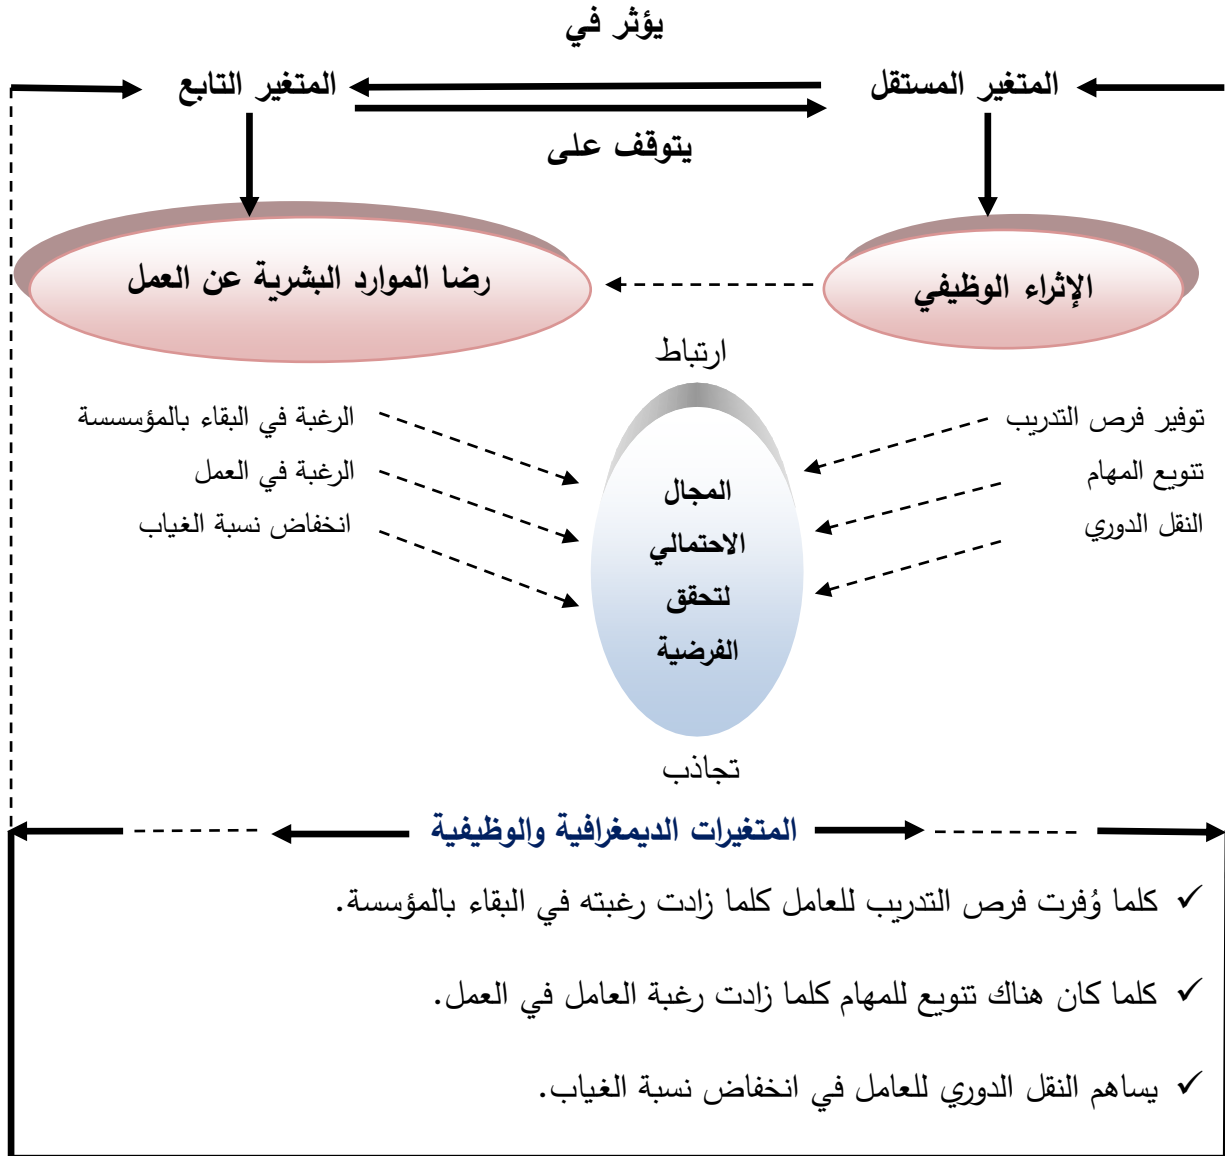 يؤثر في
المتغير المستقل
المتغير التابع
يتوقف على
الإثراء الوظيفي
رضا الموارد البشرية عن العمل
ارتباط
توفير فرص التدريب
تنويع المهام
النقل الدوري
المجال
الاحتمالي
لتحقق
الفرضية
الرغبة في البقاء بالمؤسسسة
الرغبة في العمل
انخفاض نسبة الغياب
تجاذب
المتغيرات الديمغرافية والوظيفية
✓ كلما وُفرت فرص التدريب للعامل كلما زادت رغبته في البقاء بالمؤسسة.
✓ كلما كان هناك تنويع للمهام كلما زادت رغبة العامل في العمل.
✓ يساهم النقل الدوري للعامل في انخفاض نسبة الغياب.